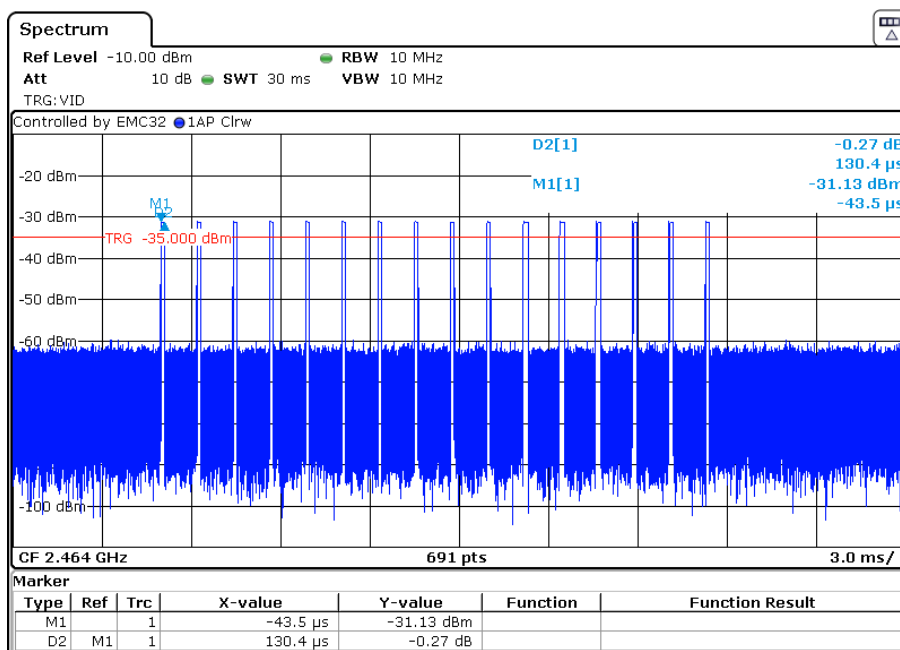 Spectrum
Ref Level -10.00 dBm RBW 10 MHz
Att 10 dB SWT 30 ms VBW 10 MHz
TRG:VID
Controlled by EMC32 1AP Clrw
D2[1] -0.27 dB
130.4 µs
-20 dBm
M1[1] -31.13 dBm
-43.5 µs
M1
D2
-30 dBm
TRG -35.000 dBm
-40 dBm
-50 dBm
-60 dBm
-100 dBm
CF 2.464 GHz 691 pts 3.0 ms/
Marker
Type Ref Trc X-value Y-value Function Function Result
M1 1 -43.5 µs -31.13 dBm
D2 M1 1 130.4 µs -0.27 dB